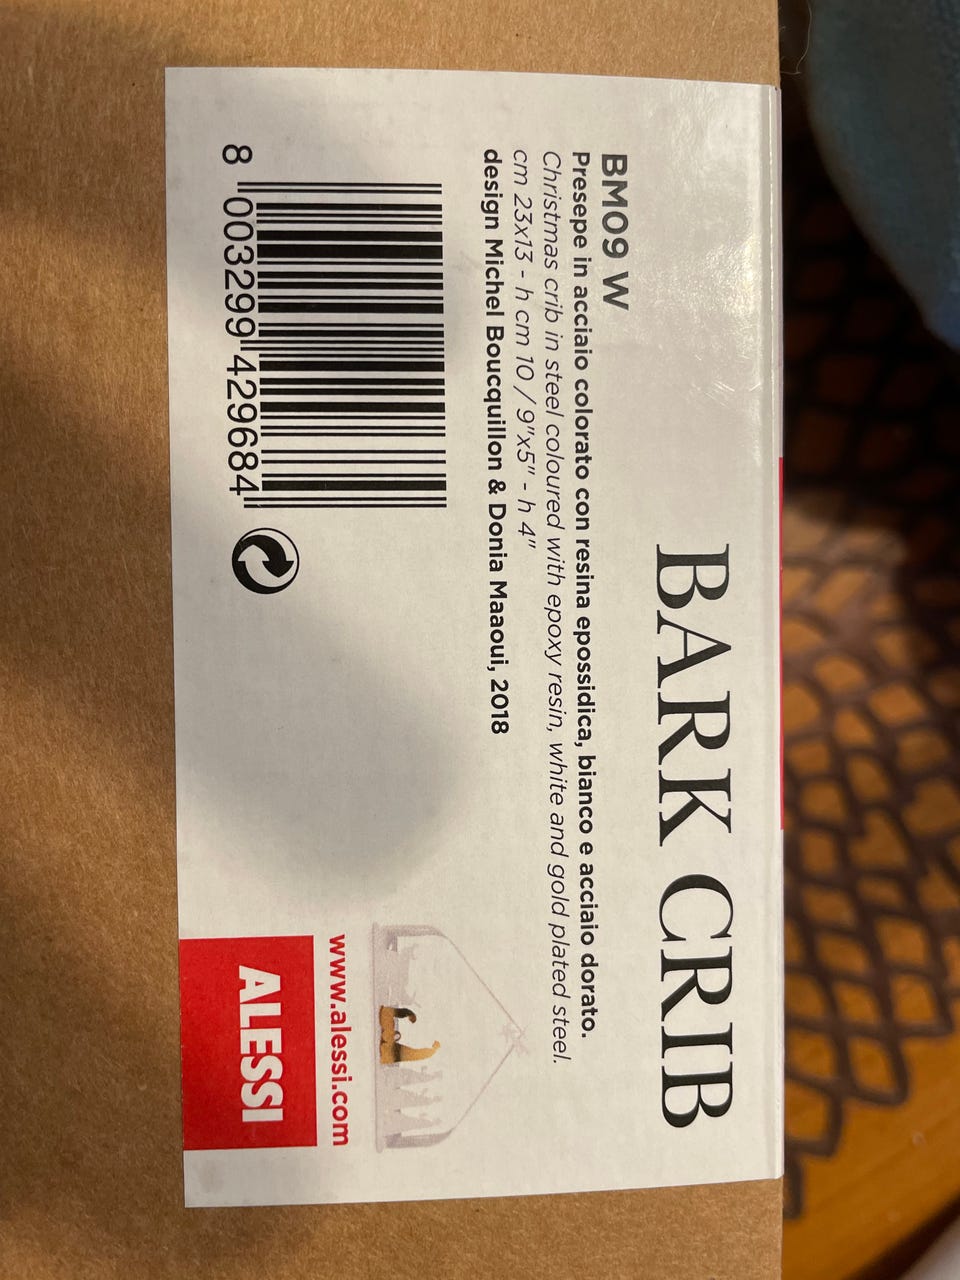 BARK CRIB
BM09 W
Presepe in acciaio colorato con resina epossidica, bianco e acciaio dorato.
Christmas crib in steel coloured with epoxy resin, white and gold plated steel.
cm 23x13 - h cm 10 / 9"x5" - h 4"
design Michel Boucquillon & Donia Maaoui, 2018
8 003299 429684
www.alessi.com
ALESSI